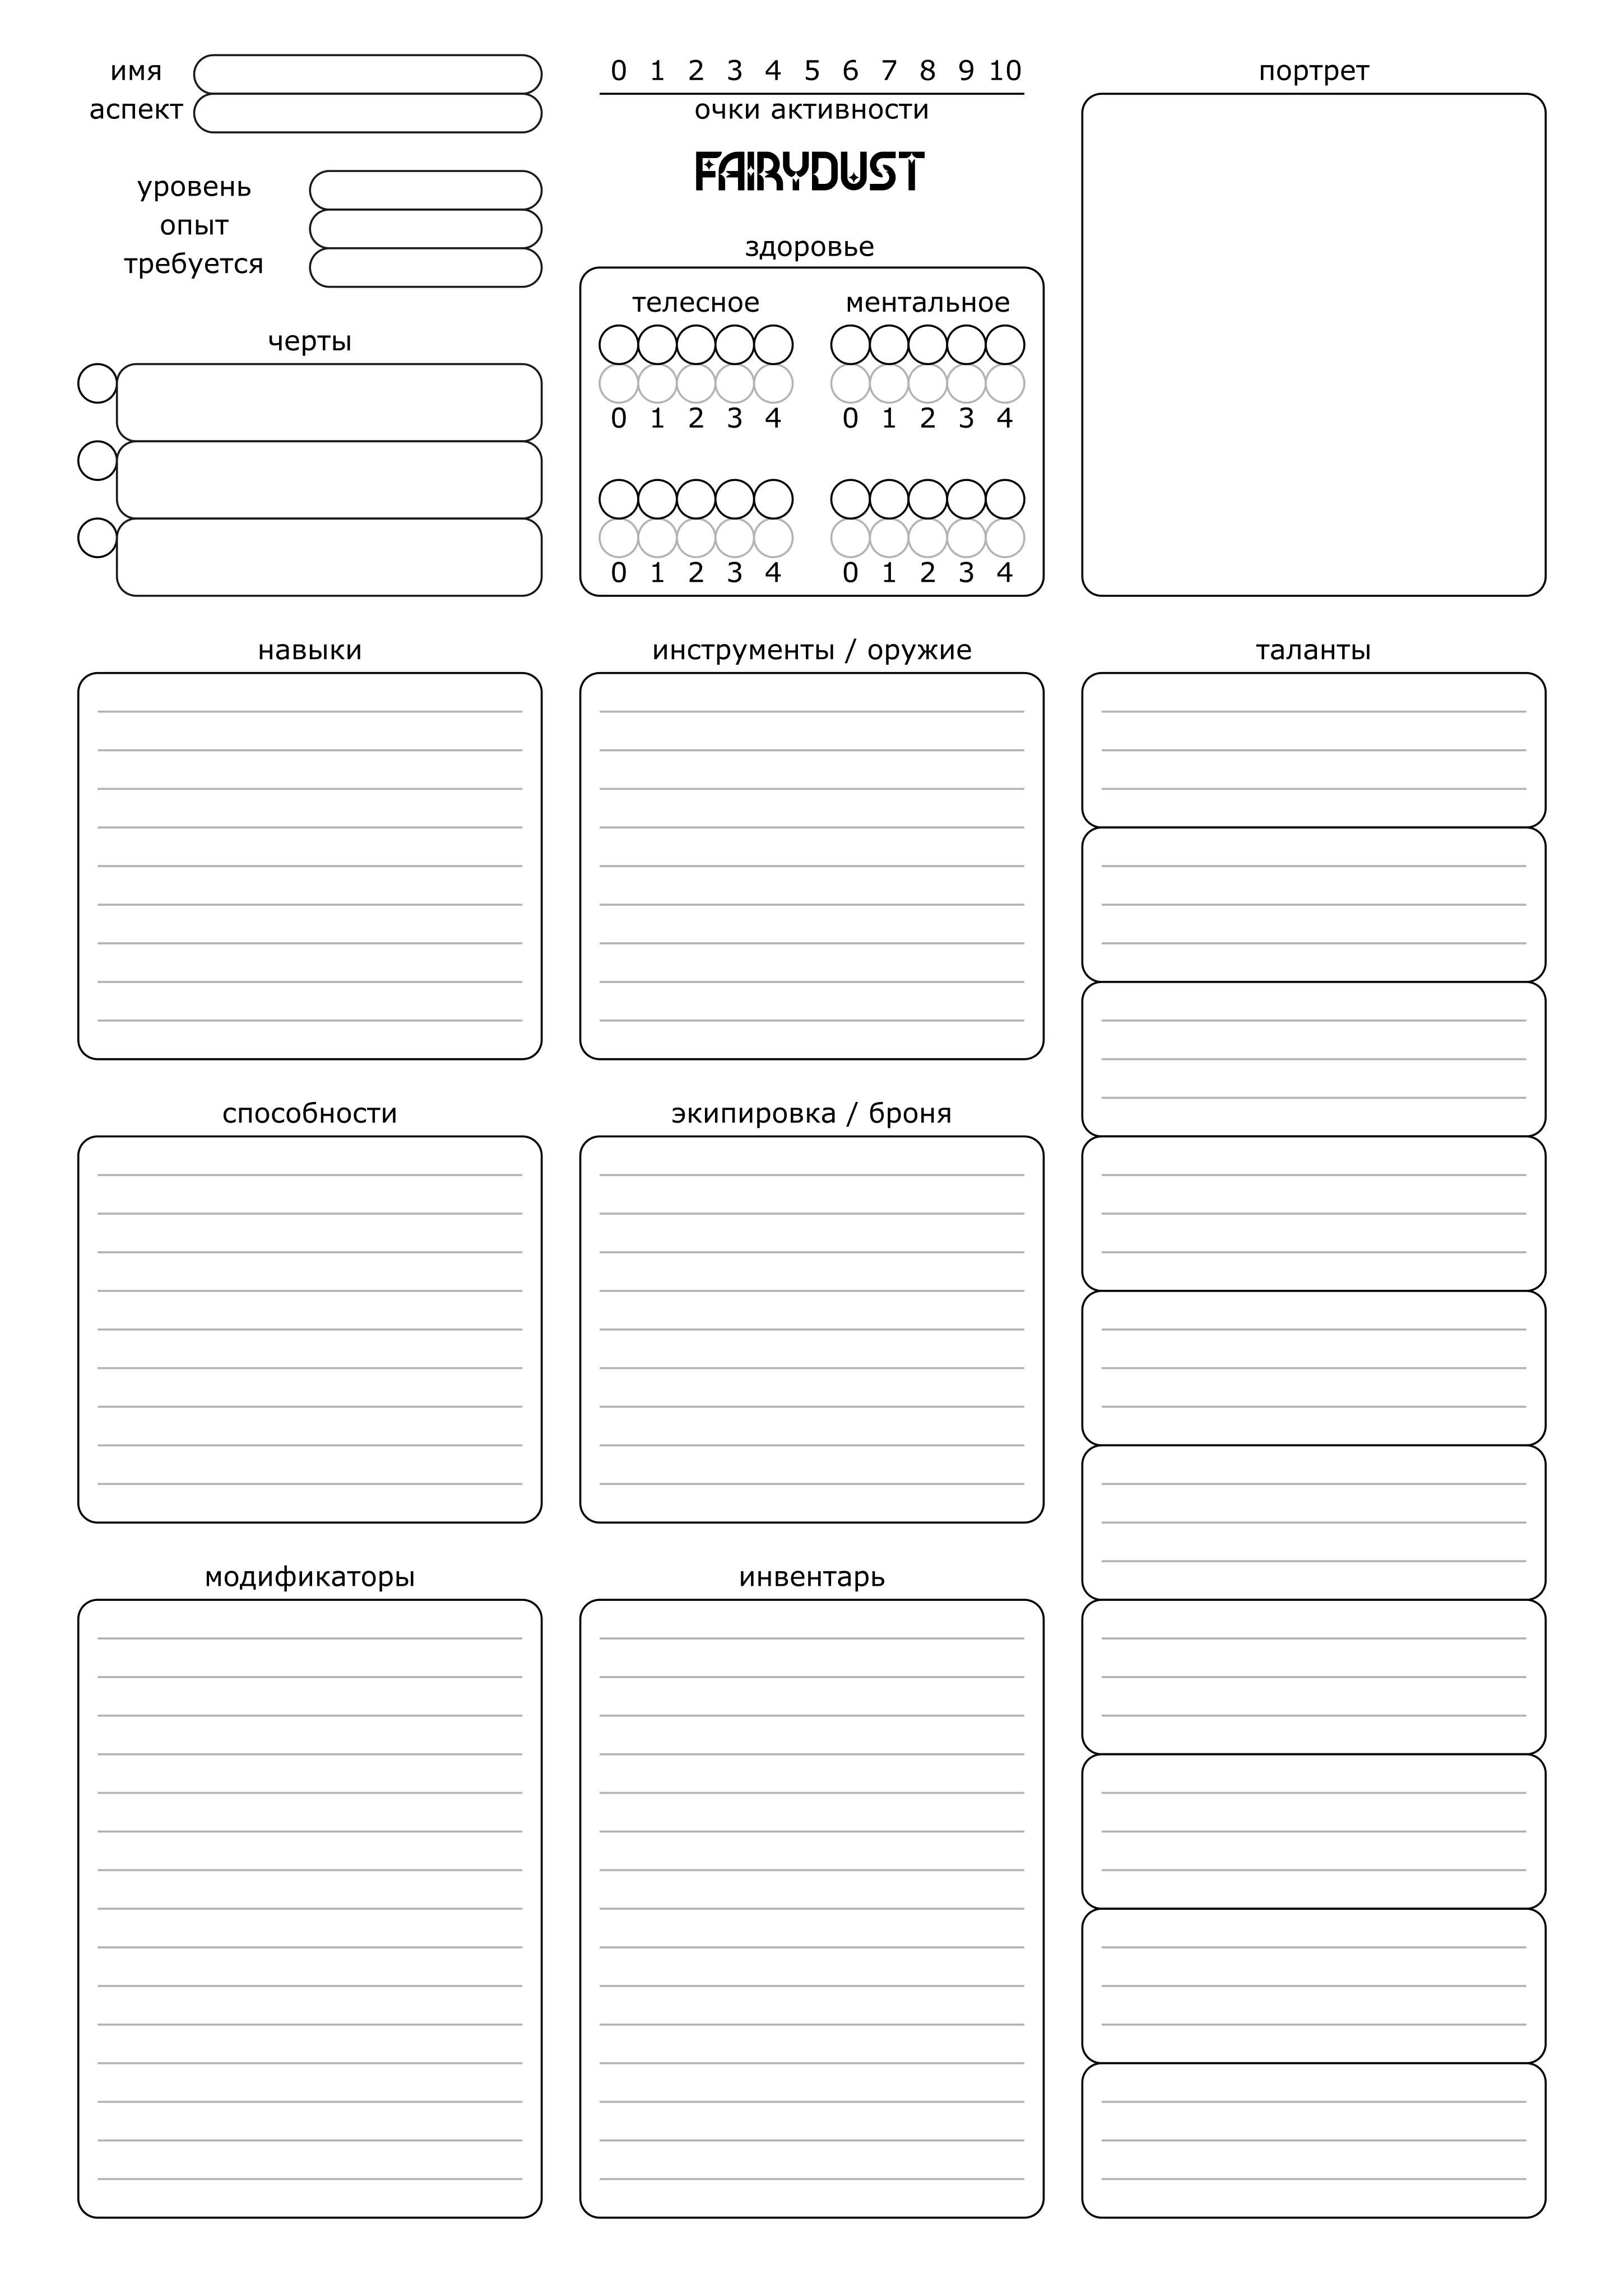 имя
аспект
уровень
опыт
требуется
черты
0 1 2 3 4 5 6 7 8 9 10
очки активности
FAIRYDUST
здоровье
телесное ментальное
0 1 2 3 4 0 1 2 3 4
0 1 2 3 4 0 1 2 3 4
портрет
навыки
инструменты / оружие
таланты
способности
экипировка / броня
модификаторы
инвентарь